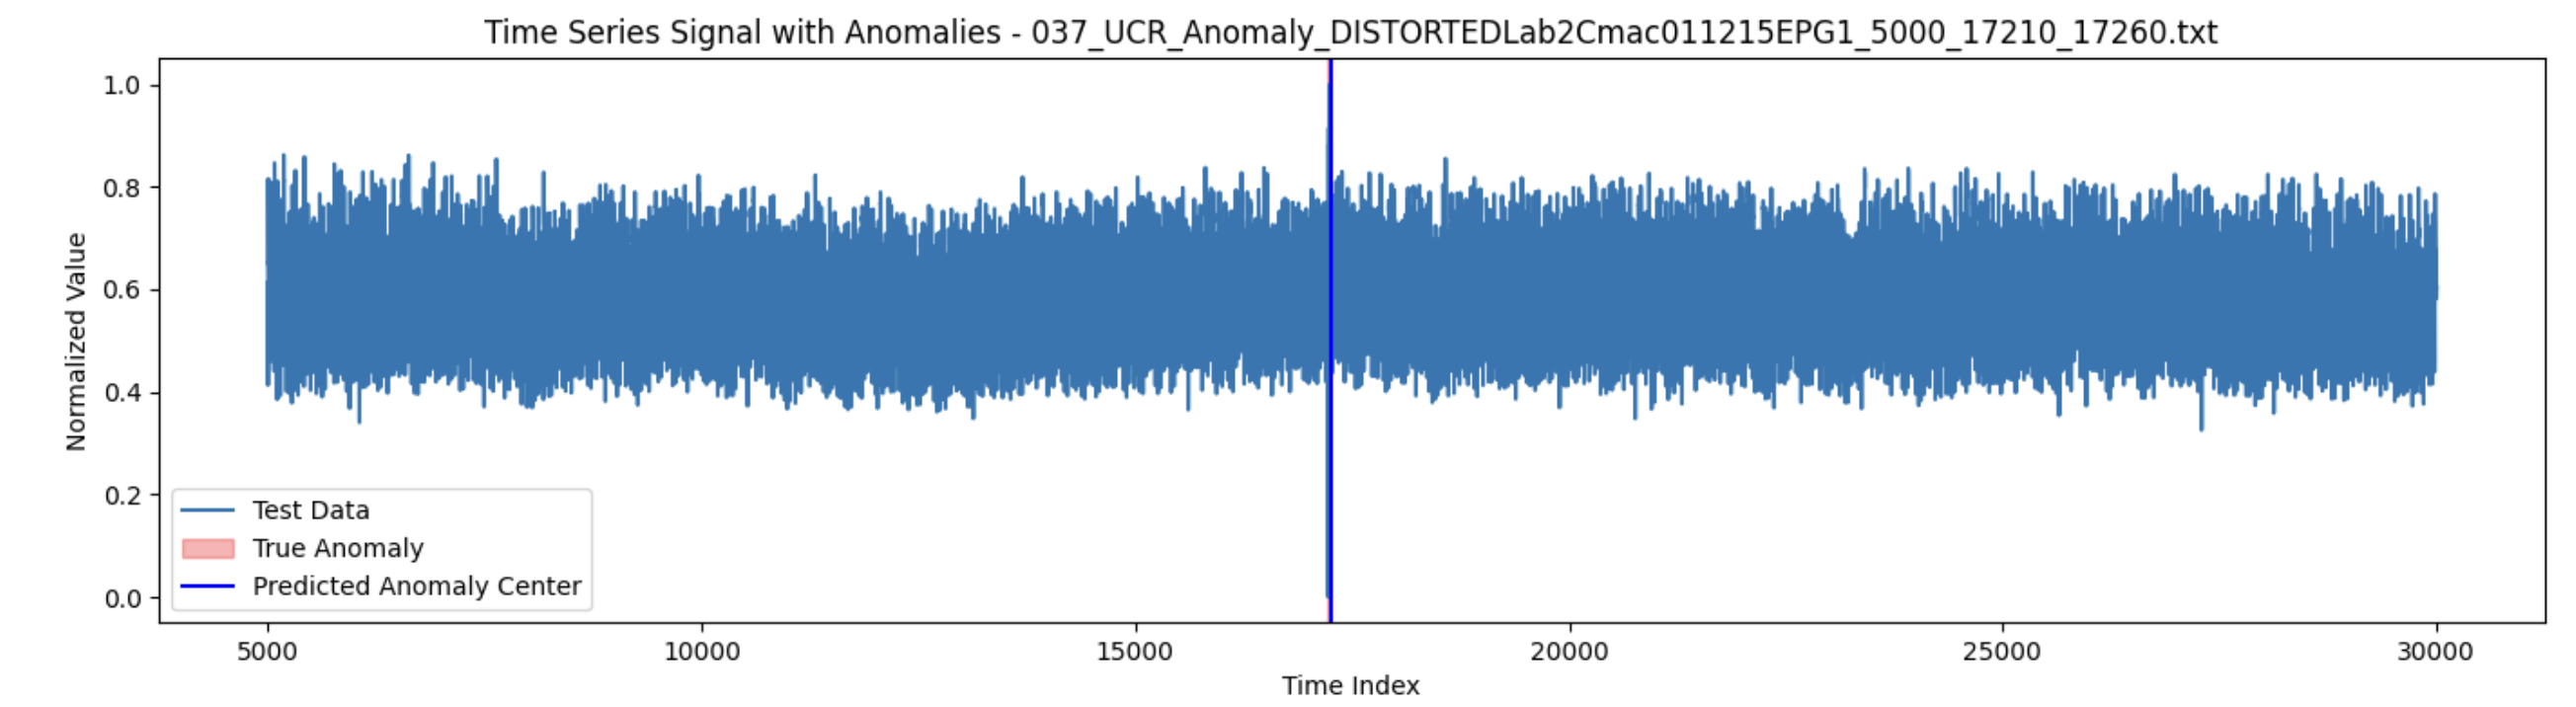 Time Series Signal with Anomalies - 037_UCR_Anomaly_DISTORTEDLab2Cmac011215EPG1_5000_17210_17260.txt
1.0
0.8
0.6
0.4
0.2
0.0
Normalized Value
Test Data
True Anomaly
Predicted Anomaly Center
5000 10000 15000 20000 25000 30000
Time Index